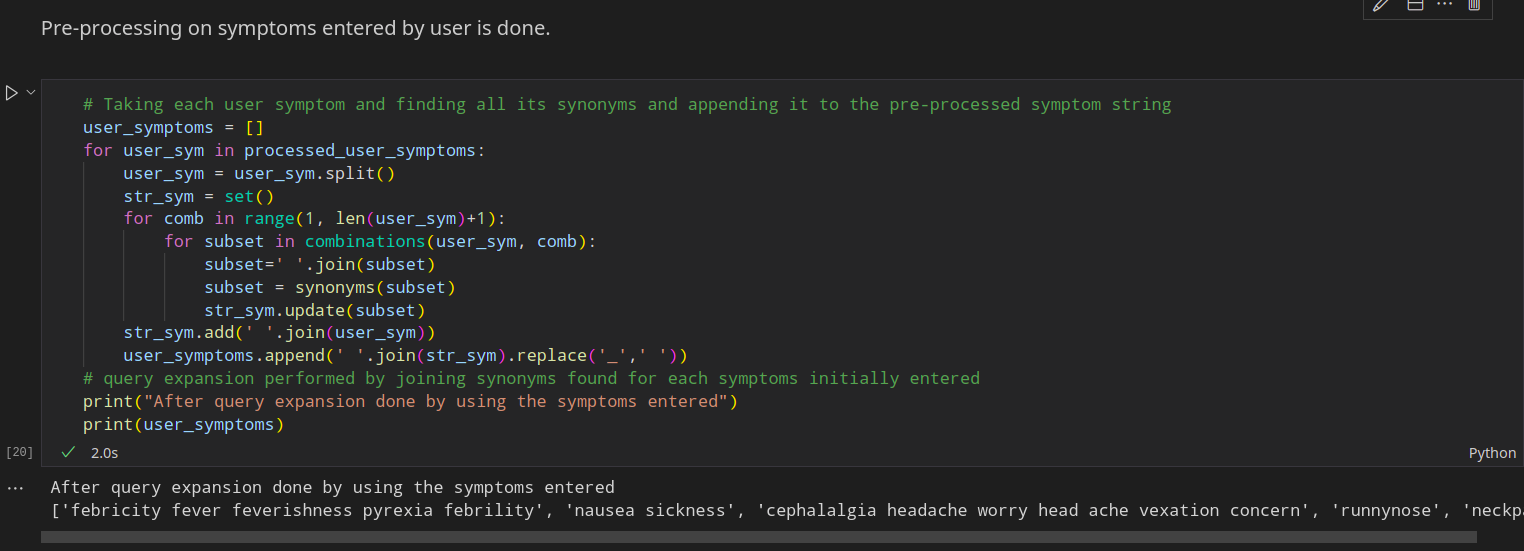 Pre-processing on symptoms entered by user is done.
# Taking each user symptom and finding all its synonyms and appending it to the pre-processed symptom string
user_symptoms = []
for user_sym in processed_user_symptoms:
    user_sym = user_sym.split()
    str_sym = set()
    for comb in range(1, len(user_sym)+1):
        for subset in combinations(user_sym, comb):
            subset=' '.join(subset)
            subset = synonyms(subset)
            str_sym.update(subset)
    str_sym.add(' '.join(user_sym))
    user_symptoms.append(' '.join(str_sym).replace('_',' '))
# query expansion performed by joining synonyms found for each symptoms initially entered
print("After query expansion done by using the symptoms entered")
print(user_symptoms)
[20] 2.0s Python
After query expansion done by using the symptoms entered
['febricity fever feverishness pyrexia febrility', 'nausea sickness', 'cephalalgia headache worry head ache vexation concern', 'runnynose',